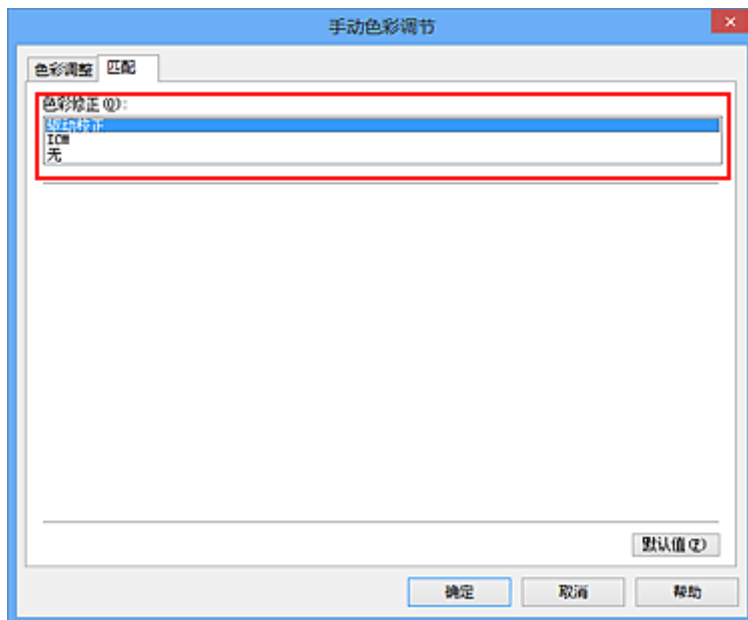 手动色彩调节
色彩调整 匹配
色彩修正(Q):
驱动校正
ICM
无
默认值(F)
确定 取消 帮助